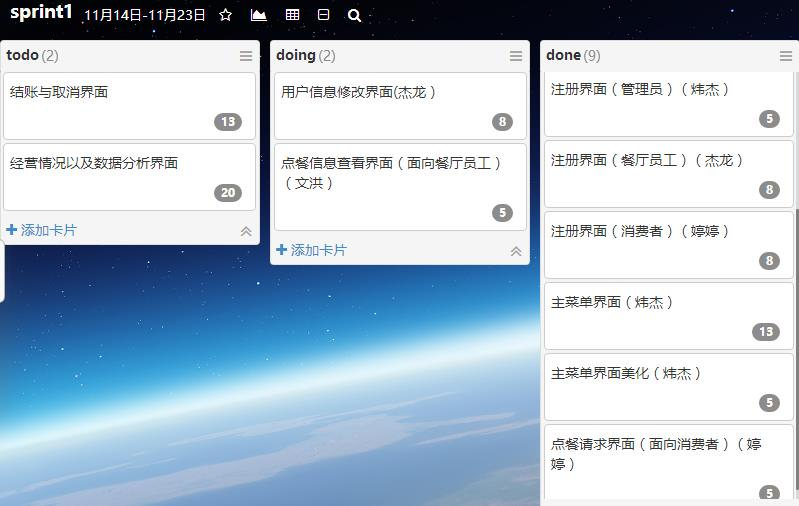 sprint1 11月14日-11月23日
todo (2)
结账与取消界面
13
经营情况以及数据分析界面
20
添加卡片
doing (2)
用户信息修改界面(杰龙）
8
点餐信息查看界面（面向餐厅员工）
（文洪）
5
添加卡片
done (9)
注册界面（管理员）（炜杰）
5
注册界面（餐厅员工）（杰龙）
8
注册界面（消费者）（婷婷）
8
主菜单界面（炜杰）
13
主菜单界面美化（炜杰）
5
点餐请求界面（面向消费者）（婷
婷）
5